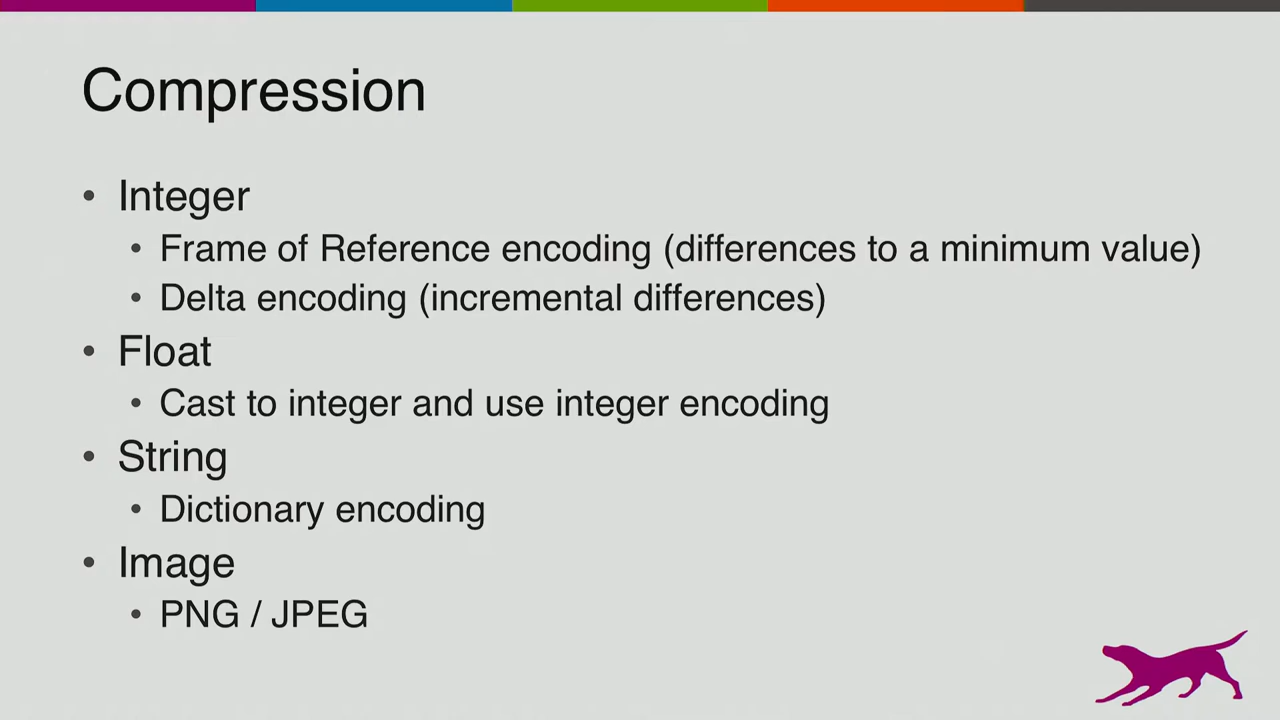 Compression
• Integer
• Frame of Reference encoding (differences to a minimum value)
• Delta encoding (incremental differences)
• Float
• Cast to integer and use integer encoding
• String
• Dictionary encoding
• Image
• PNG / JPEG